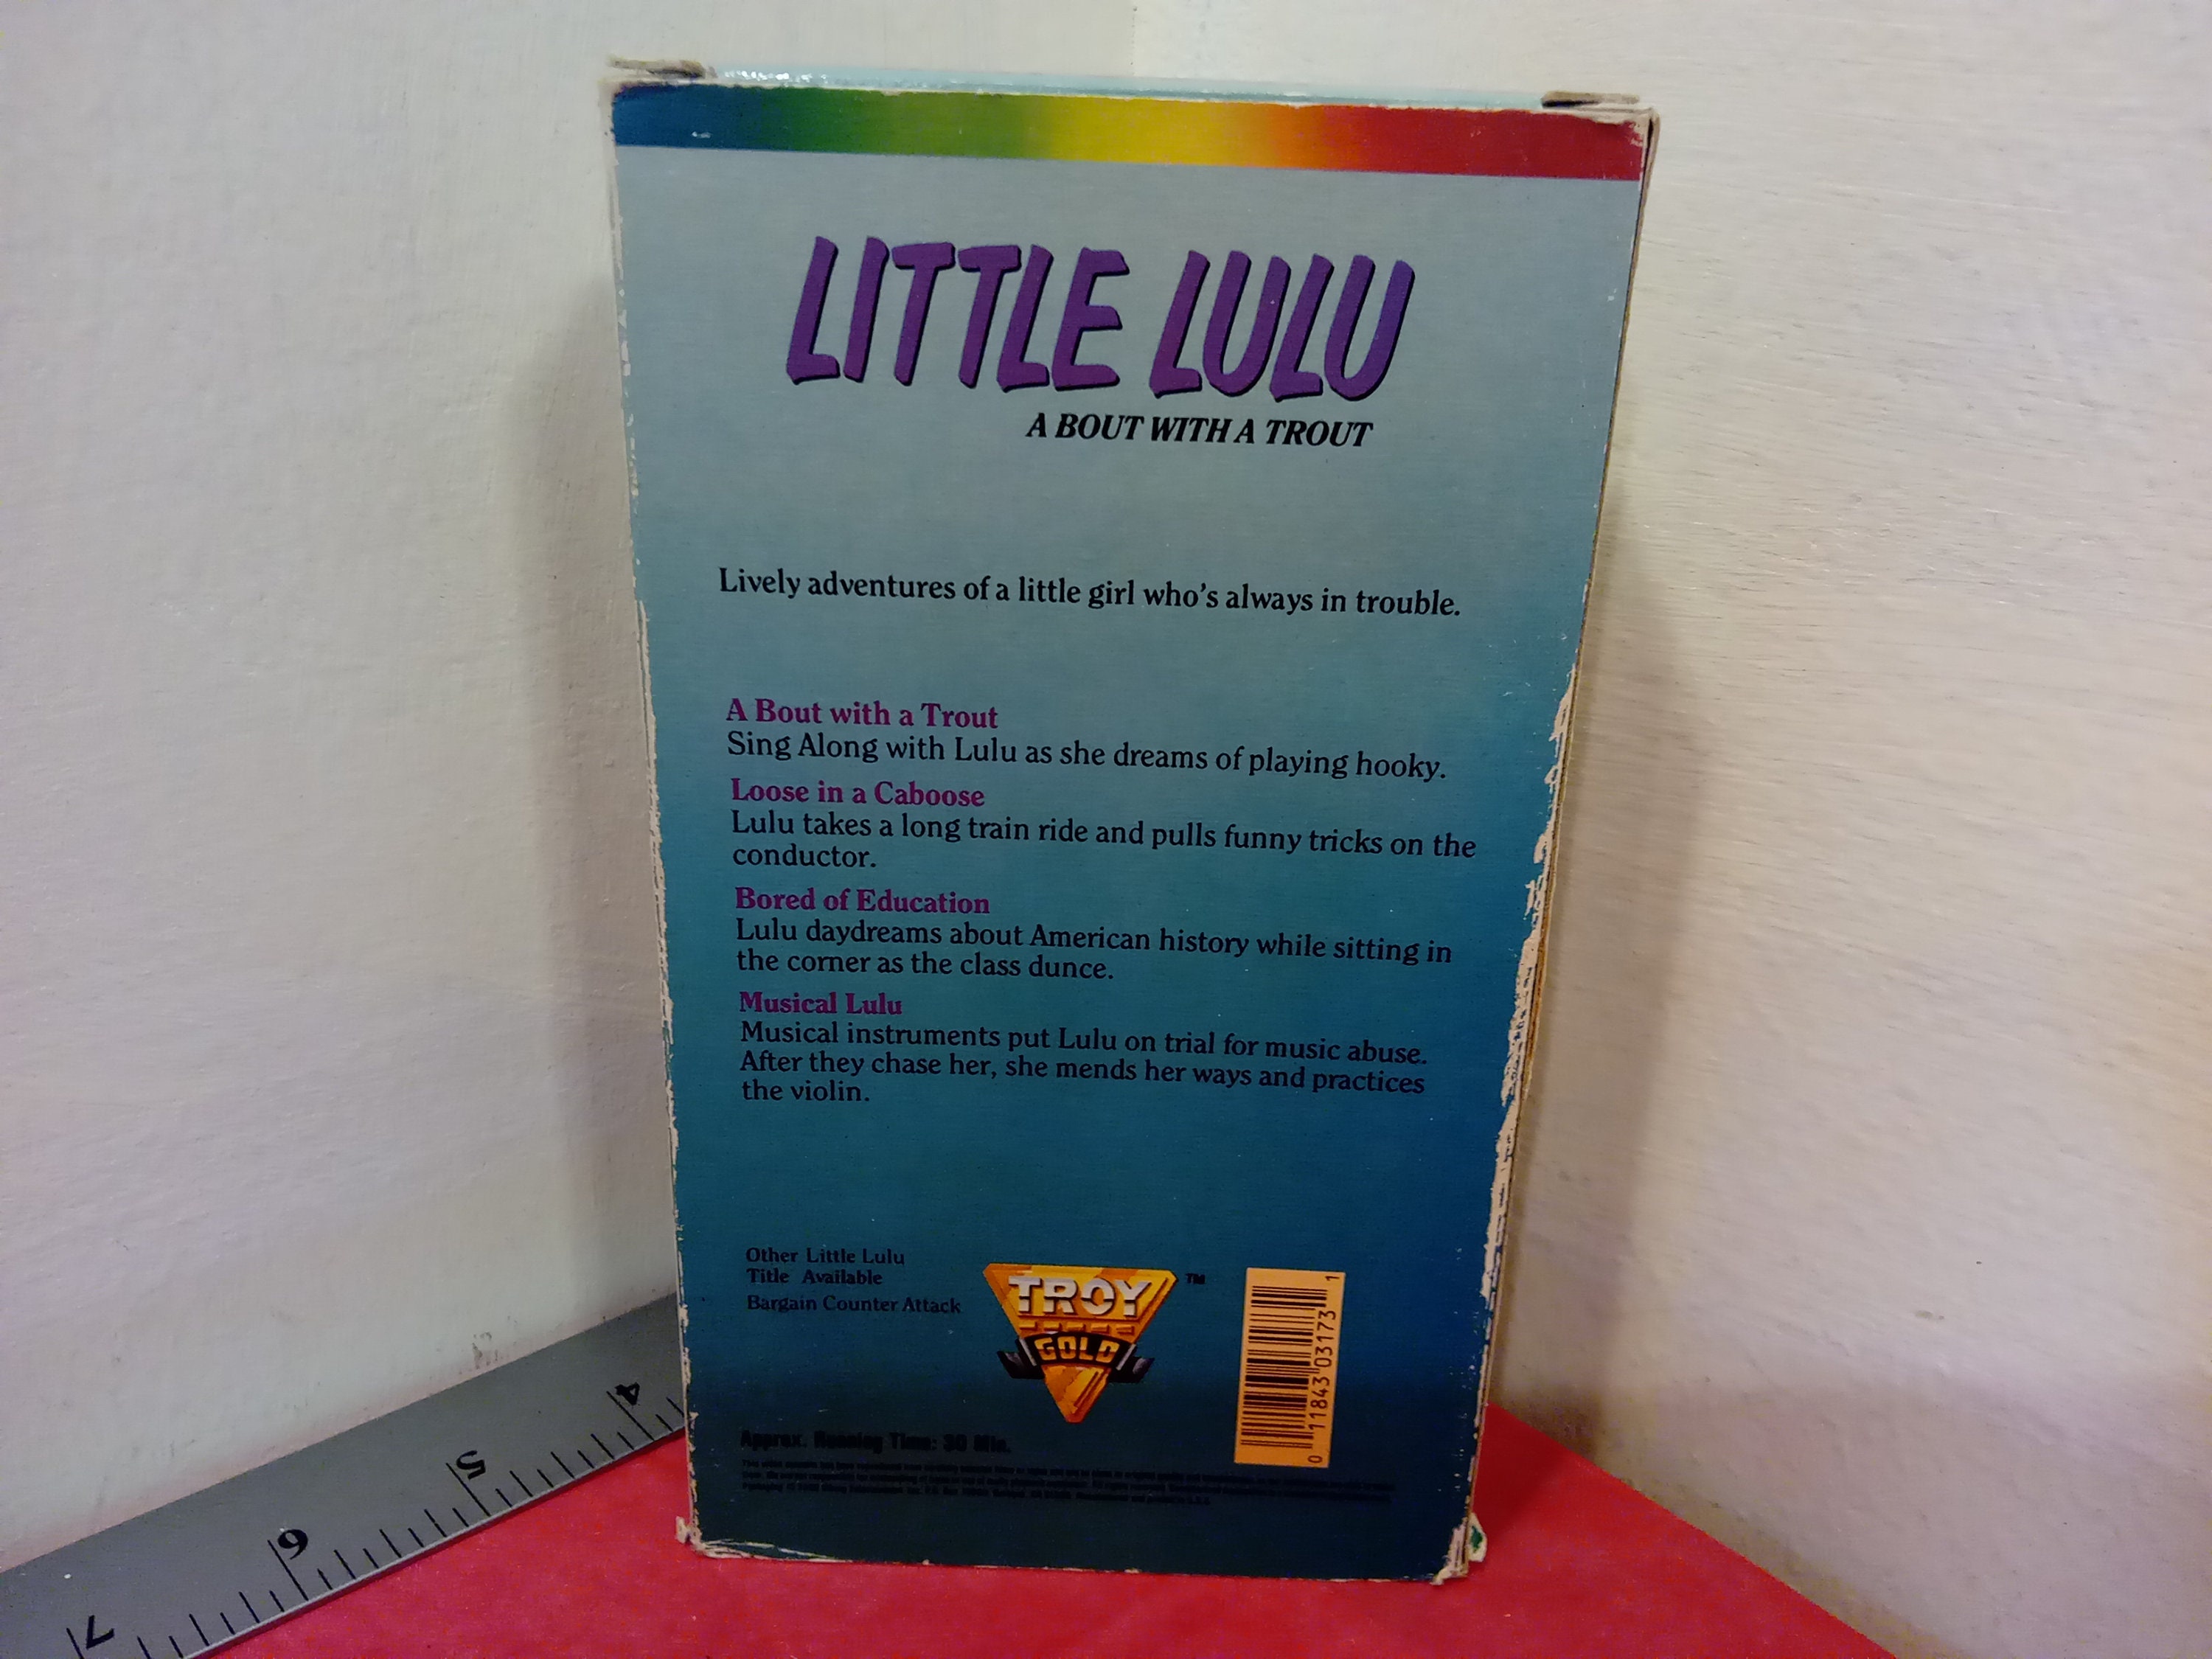 LITTLE LULU
A BOUT WITH A TROUT
Lively adventures of a little girl who's always in trouble.
A Bout with a Trout
Sing Along with Lulu as she dreams of playing hooky.
Loose in a Caboose
Lulu takes a long train ride and pulls funny tricks on the
conductor.
Bored of Education
Lulu daydreams about American history while sitting in
the corner as the class dunce.
Musical Lulu
Musical instruments put Lulu on trial for music abuse.
After they chase her, she mends her ways and practices
the violin.
Other Little Lulu
Title Available
Bargain Counter Attack
TROY
GOLD
TM
0 11843 03173 1
Approx. Running Time: 30 Min.
4
5
6
7